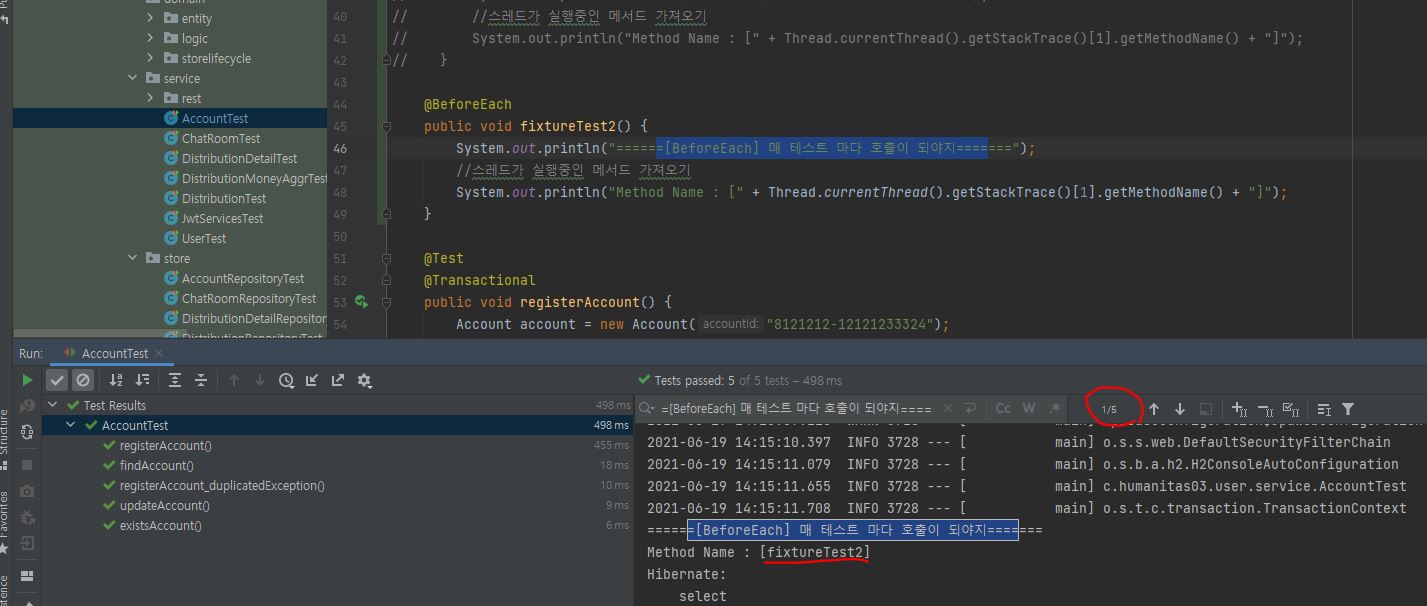 domain
entity
logic
storelifecycle
service
rest
AccountTest
ChatRoomTest
DistributionDetailTest
DistributionMoneyAggrTest
DistributionTest
JwtServicesTest
UserTest
store
AccountRepositoryTest
ChatRoomRepositoryTest
DistributionDetailRepositor
DistributionRepositoryTest
40 // //스레드가 실행중인 메서드 가져오기
41 // System.out.println("Method Name : [" + Thread.currentThread().getStackTrace()[1].getMethodName() + "]");
42 // }
43
44 @BeforeEach
45 public void fixtureTest2() {
46 System.out.println("======[BeforeEach] 매 테스트 마다 호출이 되야지=======");
47 //스레드가 실행중인 메서드 가져오기
48 System.out.println("Method Name : [" + Thread.currentThread().getStackTrace()[1].getMethodName() + "]");
49 }
50
51 @Test
52 @Transactional
53 public void registerAccount() {
54 Account account = new Account( accountId: "8121212-12121233324");
Run: AccountTest
Tests passed: 5 of 5 tests – 498 ms
Test Results 498 ms
AccountTest 498 ms
registerAccount() 455 ms
findAccount() 18 ms
registerAccount_duplicatedException() 10 ms
updateAccount() 9 ms
existsAccount() 6 ms
Structure
Favorites
=[BeforeEach] 매 테스트 마다 호출이 되야지==== Cc W .* 1/5
2021-06-19 14:15:10.397 INFO 3728 --- [ main] o.s.s.web.DefaultSecurityFilterChain
2021-06-19 14:15:11.079 INFO 3728 --- [ main] o.s.b.a.h2.H2ConsoleAutoConfiguration
2021-06-19 14:15:11.655 INFO 3728 --- [ main] c.humanitas03.user.service.AccountTest
2021-06-19 14:15:11.708 INFO 3728 --- [ main] o.s.t.c.transaction.TransactionContext
======[BeforeEach] 매 테스트 마다 호출이 되야지=======
Method Name : [fixtureTest2]
Hibernate:
select